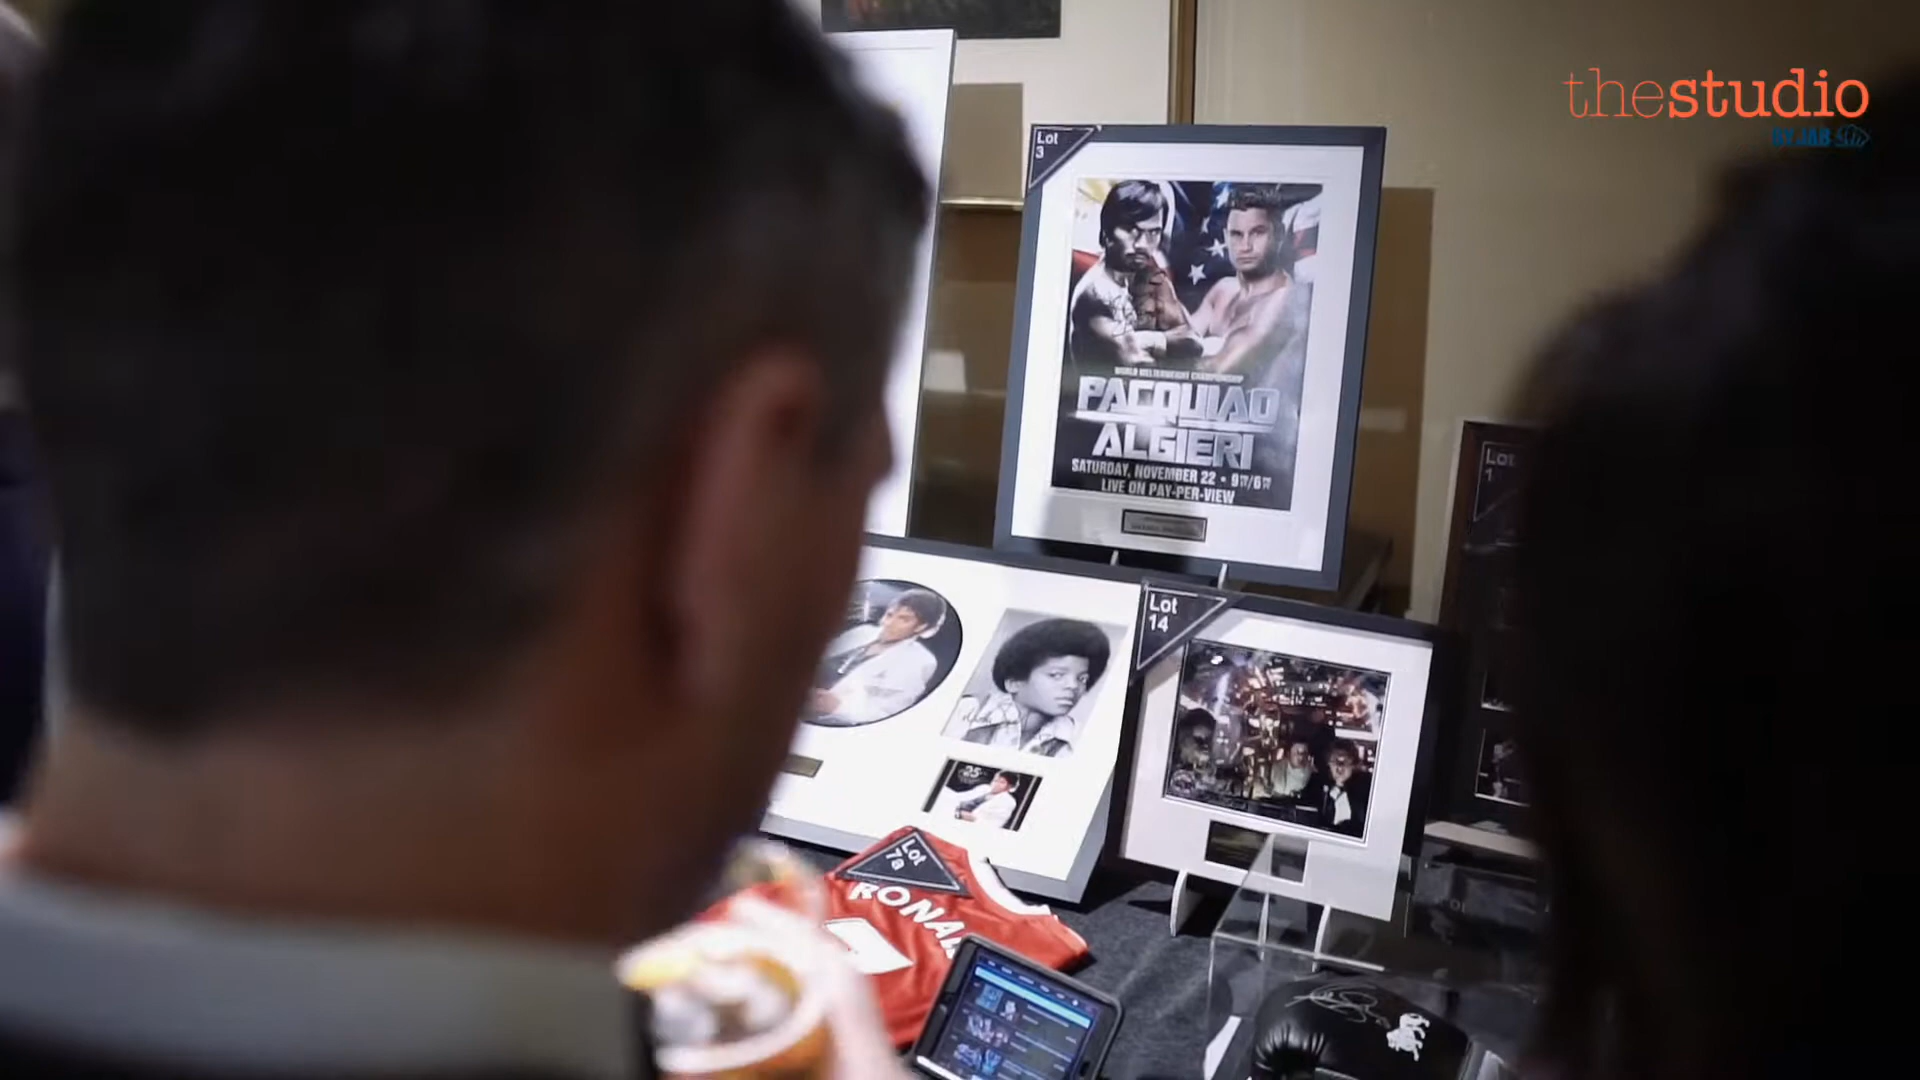 thestudio
BY JAB
Lot
3
WORLD WELTERWEIGHT CHAMPIONSHIP
PACQUIAO
ALGIERI
SATURDAY, NOVEMBER 22 • 9ET/6PT
LIVE ON PAY-PER-VIEW
Lot
1
Lot
14
25
Lot
7a
RONAL